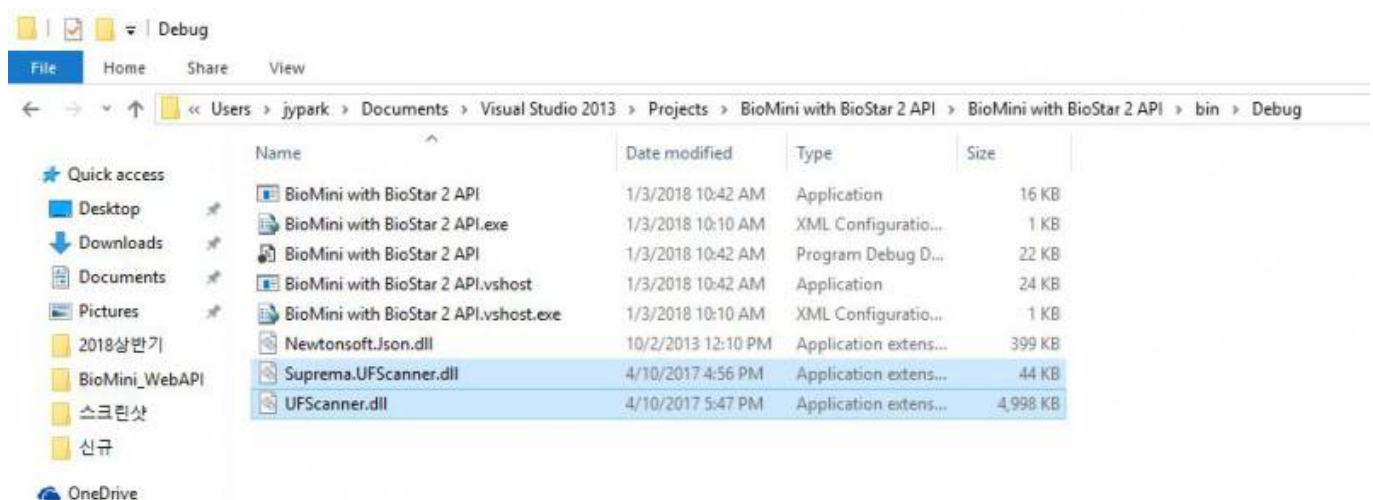 Debug
File Home Share View
« Users > jypark > Documents > Visual Studio 2013 > Projects > BioMini with BioStar 2 API > BioMini with BioStar 2 API > bin > Debug
Name Date modified Type Size
Quick access
Desktop
Downloads
Documents
Pictures
2018상반기
BioMini_WebAPI
스크린샷
신규
OneDrive
BioMini with BioStar 2 API 1/3/2018 10:42 AM Application 16 KB
BioMini with BioStar 2 API.exe 1/3/2018 10:10 AM XML Configuratio... 1 KB
BioMini with BioStar 2 API 1/3/2018 10:42 AM Program Debug D... 22 KB
BioMini with BioStar 2 API.vshost 1/3/2018 10:42 AM Application 24 KB
BioMini with BioStar 2 API.vshost.exe 1/3/2018 10:10 AM XML Configuratio... 1 KB
Newtonsoft.Json.dll 10/2/2013 12:10 PM Application extens... 399 KB
Suprema.UFScanner.dll 4/10/2017 4:56 PM Application extens... 44 KB
UFScanner.dll 4/10/2017 5:47 PM Application extens... 4,998 KB